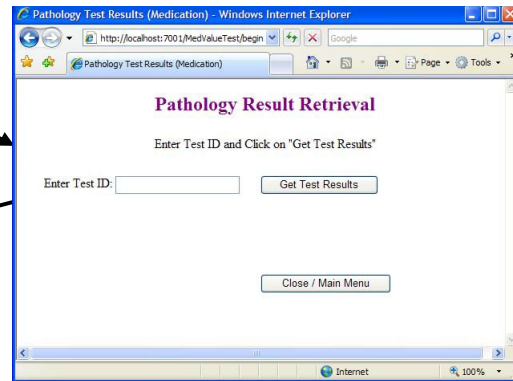 Pathology Test Results (Medication) - Windows Internet Explorer
http://localhost:7001/MedValueTest/begin
Google
Pathology Test Results (Medication)
Page
Tools
Pathology Result Retrieval
Enter Test ID and Click on "Get Test Results"
Enter Test ID:
Get Test Results
Close / Main Menu
Internet
100%